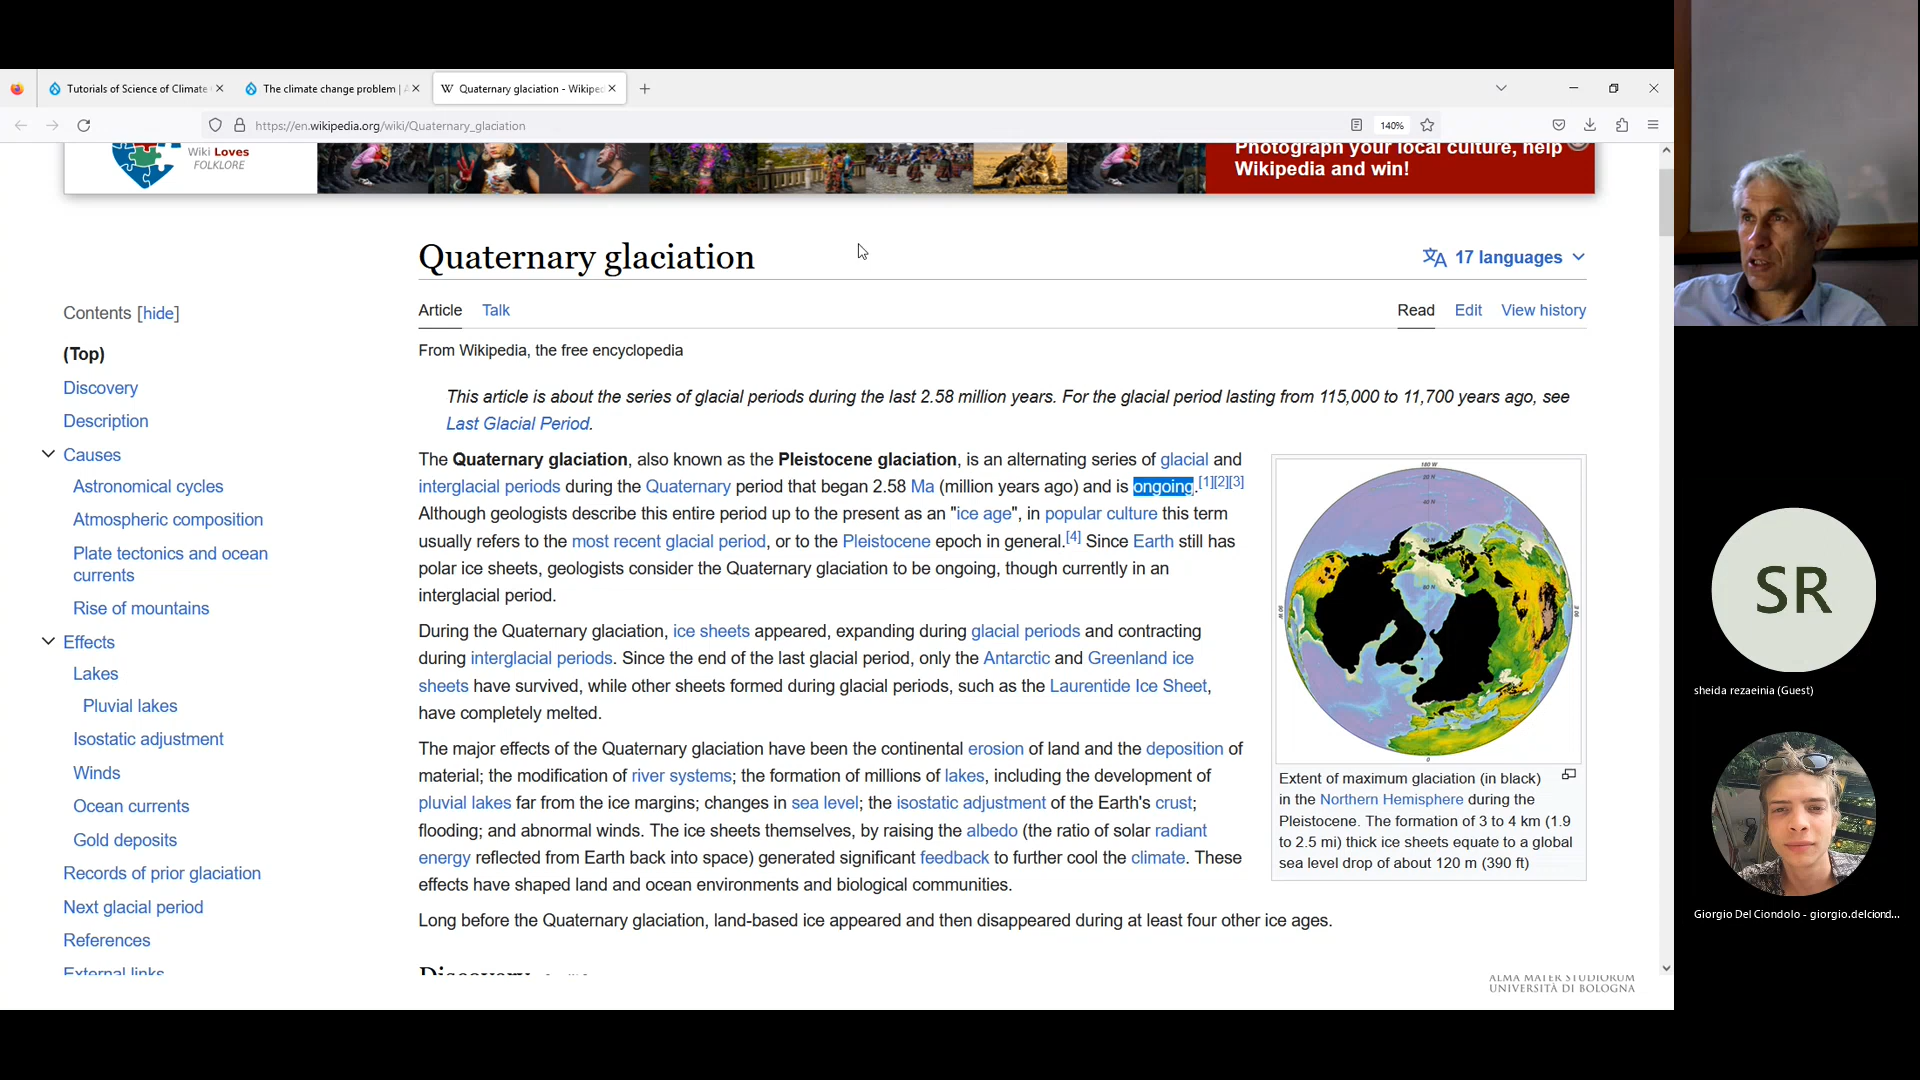 Tutorials of Science of Climate
The climate change problem | A
Quaternary glaciation - Wikiped
https://en.wikipedia.org/wiki/Quaternary_glaciation
140%
Wiki Loves
FOLKLORE
Photograph your local culture, help
Wikipedia and win!
Quaternary glaciation
17 languages
Contents [hide]
Article Talk
Read Edit View history
(Top)
From Wikipedia, the free encyclopedia
Discovery
Description
Causes
Astronomical cycles
Atmospheric composition
Plate tectonics and ocean
currents
Rise of mountains
Effects
Lakes
Pluvial lakes
Isostatic adjustment
Winds
Ocean currents
Gold deposits
Records of prior glaciation
Next glacial period
References
External links
This article is about the series of glacial periods during the last 2.58 million years. For the glacial period lasting from 115,000 to 11,700 years ago, see
Last Glacial Period.
The Quaternary glaciation, also known as the Pleistocene glaciation, is an alternating series of glacial and
interglacial periods during the Quaternary period that began 2.58 Ma (million years ago) and is ongoing.[1][2][3]
Although geologists describe this entire period up to the present as an "ice age", in popular culture this term
usually refers to the most recent glacial period, or to the Pleistocene epoch in general.[4] Since Earth still has
polar ice sheets, geologists consider the Quaternary glaciation to be ongoing, though currently in an
interglacial period.
During the Quaternary glaciation, ice sheets appeared, expanding during glacial periods and contracting
during interglacial periods. Since the end of the last glacial period, only the Antarctic and Greenland ice
sheets have survived, while other sheets formed during glacial periods, such as the Laurentide Ice Sheet,
have completely melted.
The major effects of the Quaternary glaciation have been the continental erosion of land and the deposition of
material; the modification of river systems; the formation of millions of lakes, including the development of
pluvial lakes far from the ice margins; changes in sea level; the isostatic adjustment of the Earth's crust;
flooding; and abnormal winds. The ice sheets themselves, by raising the albedo (the ratio of solar radiant
energy reflected from Earth back into space) generated significant feedback to further cool the climate. These
effects have shaped land and ocean environments and biological communities.
Long before the Quaternary glaciation, land-based ice appeared and then disappeared during at least four other ice ages.
Discovery
180 W
Extent of maximum glaciation (in black)
in the Northern Hemisphere during the
Pleistocene. The formation of 3 to 4 km (1.9
to 2.5 mi) thick ice sheets equate to a global
sea level drop of about 120 m (390 ft)
ALMA MATER STUDIORUM
UNIVERSITÀ DI BOLOGNA
SR
sheida rezaeinia (Guest)
Giorgio Del Ciondolo - giorgio.delciond...